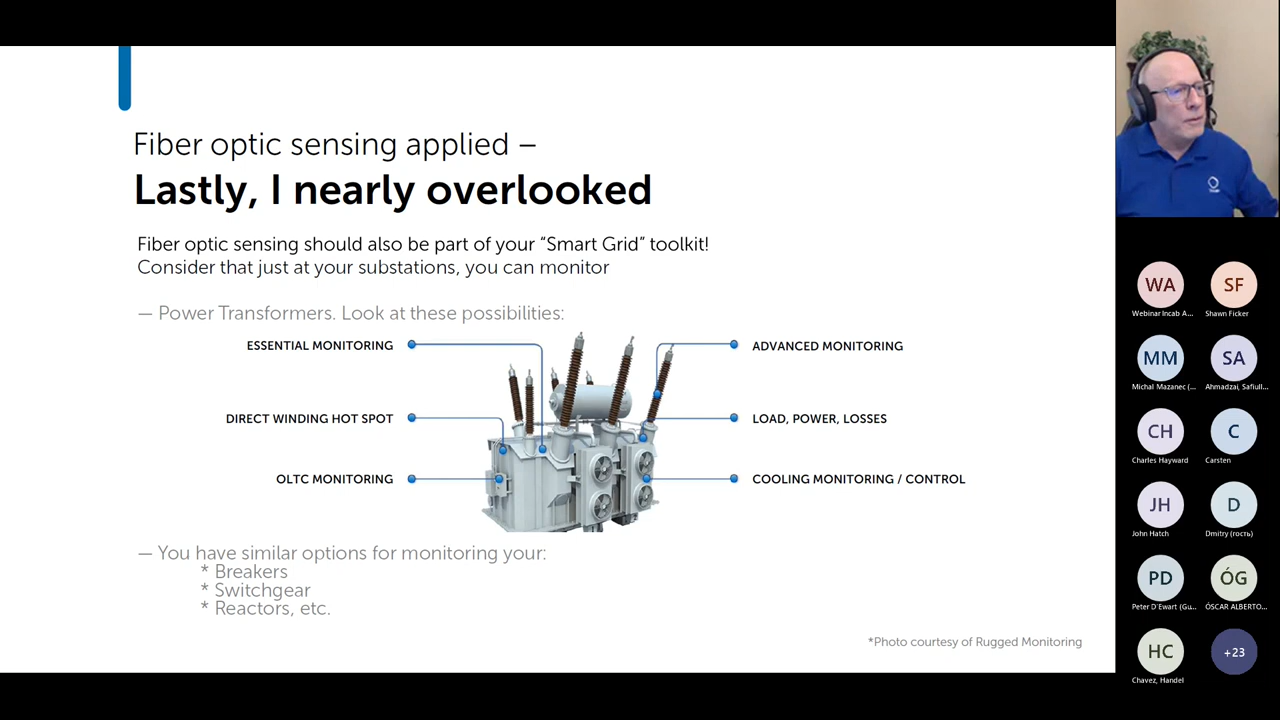 Fiber optic sensing applied –
Lastly, I nearly overlooked
Fiber optic sensing should also be part of your “Smart Grid” toolkit!
Consider that just at your substations, you can monitor
— Power Transformers. Look at these possibilities:
ESSENTIAL MONITORING
ADVANCED MONITORING
DIRECT WINDING HOT SPOT
LOAD, POWER, LOSSES
OLTC MONITORING
COOLING MONITORING / CONTROL
— You have similar options for monitoring your:
* Breakers
* Switchgear
* Reactors, etc.
*Photo courtesy of Rugged Monitoring
WA
SF
Webinar Incab A...
Shawn Ficker
MM
SA
Michal Mazanec (...
Ahmadzai, Safiull...
CH
C
Charles Hayward
Carsten
JH
D
John Hatch
Dmitry (гость)
PD
ÓG
Peter D'Ewart (Gu...
ÓSCAR ALBERTO...
HC
+23
Chavez, Handel